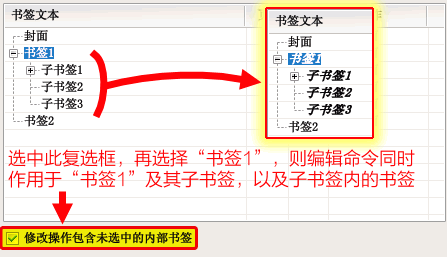 书签文本
封面
书签1
子书签1
子书签2
子书签3
书签2
书签文本
封面
书签1
子书签1
子书签2
子书签3
书签2
选中此复选框，再选择“书签1”，则编辑命令同时
作用于“书签1”及其子书签，以及子书签内的书签
修改操作包含未选中的内部书签